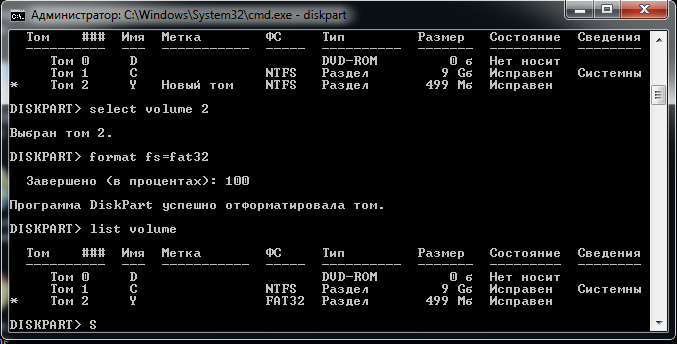 Администратор: C:\Windows\System32\cmd.exe - diskpart
Том ### Имя Метка ФС Тип Размер Состояние Сведения
---------- --- ----------- ----- ---------- ------- --------- --------
Том 0 D DVD-ROM 0 б Нет носит
Том 1 C NTFS Раздел 9 Gб Исправен Системны
* Том 2 Y Новый том NTFS Раздел 499 Mб Исправен
DISKPART> select volume 2
Выбран том 2.
DISKPART> format fs=fat32
Завершено (в процентах): 100
Программа DiskPart успешно отформатировала том.
DISKPART> list volume
Том ### Имя Метка ФС Тип Размер Состояние Сведения
---------- --- ----------- ----- ---------- ------- --------- --------
Том 0 D DVD-ROM 0 б Нет носит
Том 1 C NTFS Раздел 9 Gб Исправен Системны
* Том 2 Y FAT32 Раздел 499 Mб Исправен
DISKPART> S